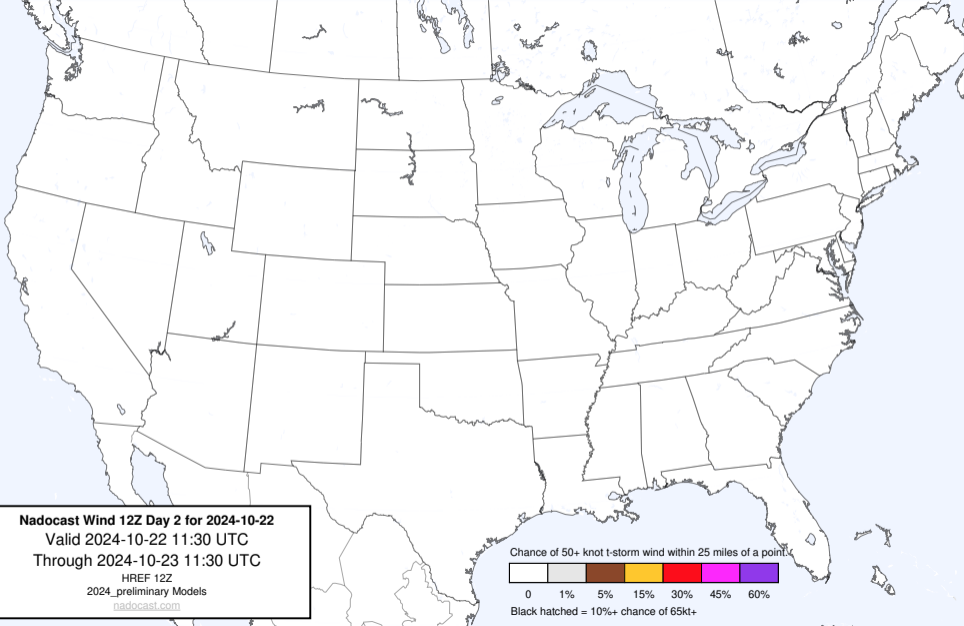 Nadocast Wind 12Z Day 2 for 2024-10-22
Valid 2024-10-22 11:30 UTC
Through 2024-10-23 11:30 UTC
HREF 12Z
2024_preliminary Models
nadocast.com
Chance of 50+ knot t-storm wind within 25 miles of a point.
0 1% 5% 15% 30% 45% 60%
Black hatched = 10%+ chance of 65kt+